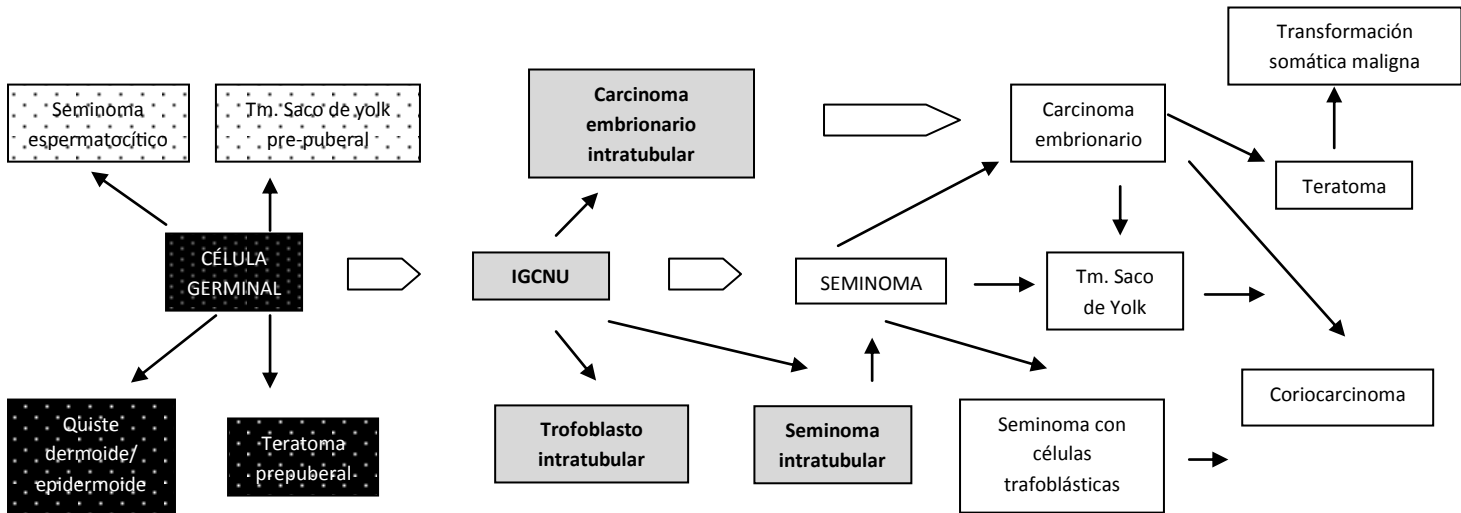 Transformación
somática maligna
Seminoma
espermatocítico
Tm. Saco de yolk
pre-puberal
Carcinoma
embrionario
intratubular
Carcinoma
embrionario
Teratoma
CÉLULA
GERMINAL
IGCNU
SEMINOMA
Tm. Saco
de Yolk
Quiste
dermoide/
epidermoide
Teratoma
prepuberal
Trofoblasto
intratubular
Seminoma
intratubular
Seminoma con
células
trafoblásticas
Coriocarcinoma